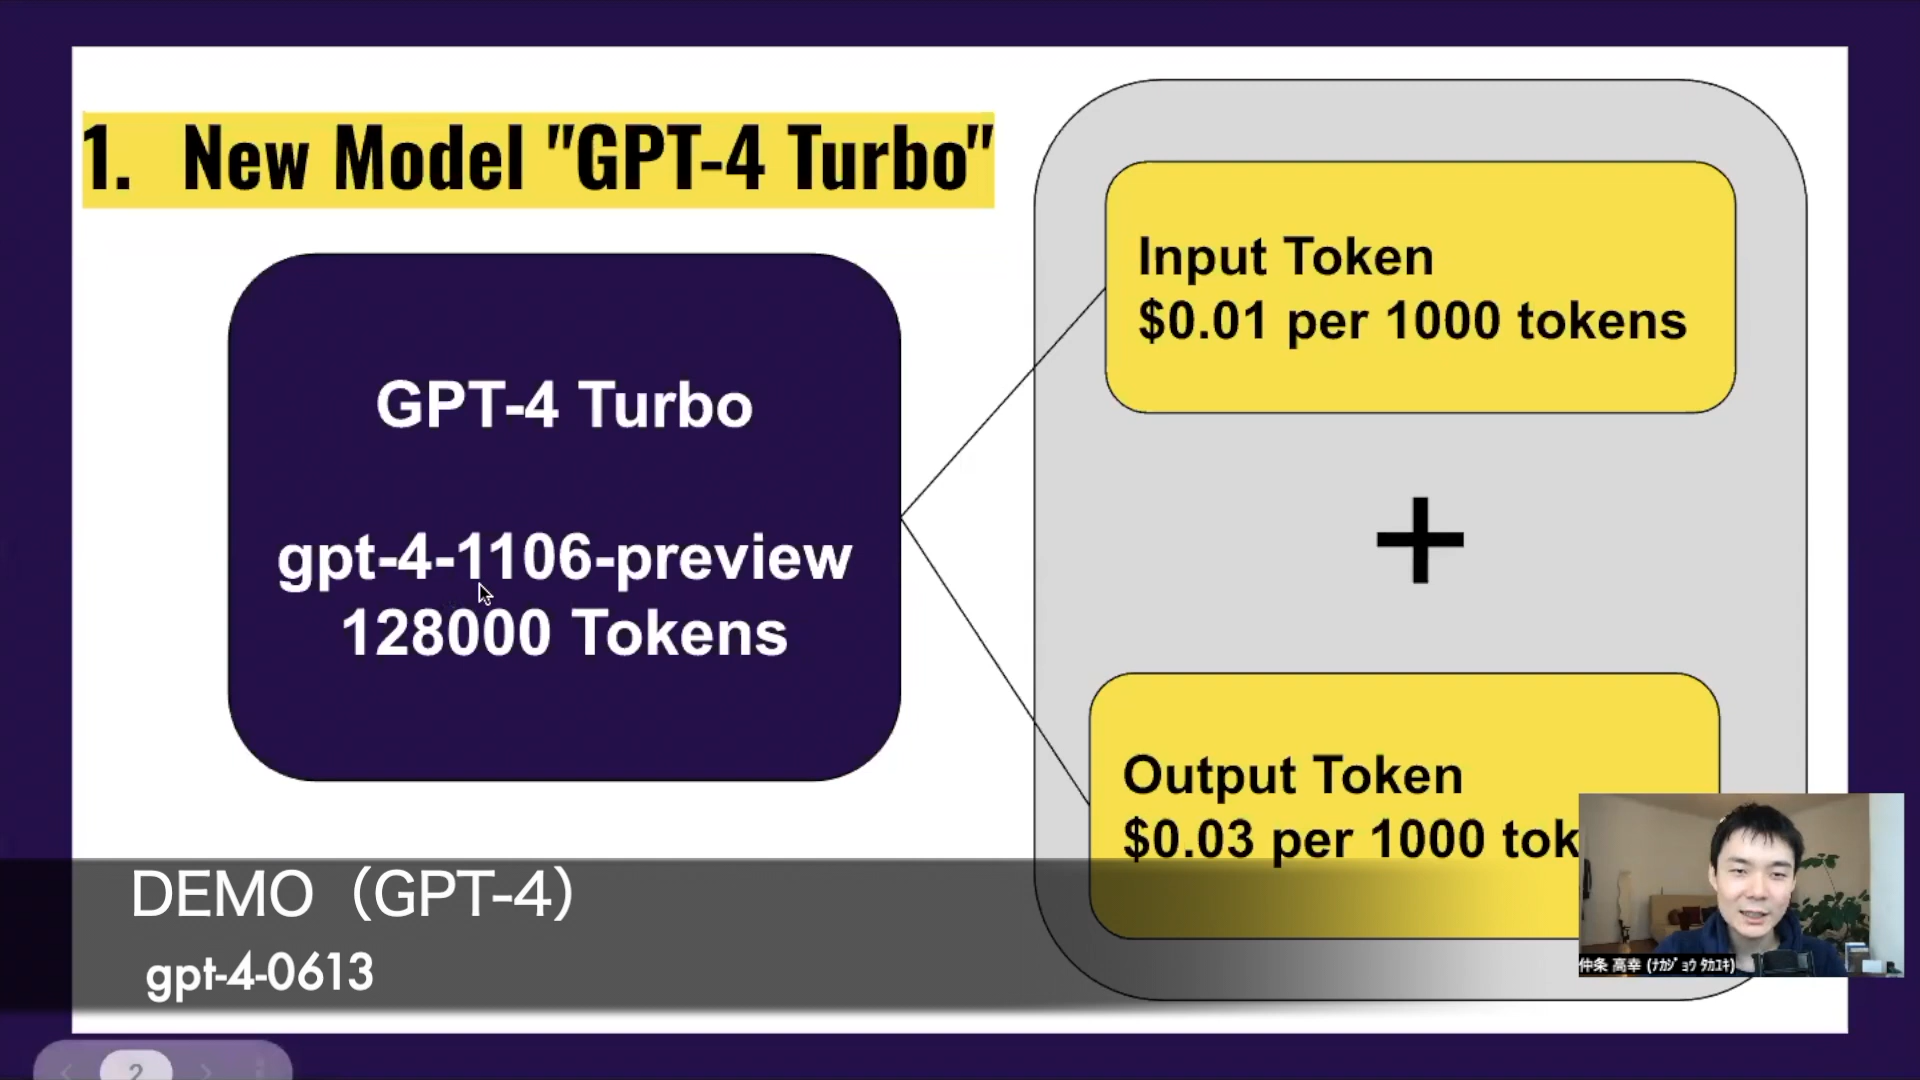 1. New Model "GPT-4 Turbo"
GPT-4 Turbo
gpt-4-1106-preview
128000 Tokens
Input Token
$0.01 per 1000 tokens
+
Output Token
$0.03 per 1000 tok
DEMO（GPT-4）
gpt-4-0613
仲条 高幸 (ﾅｶｼﾞｮｳ ﾀｶﾕｷ)
2